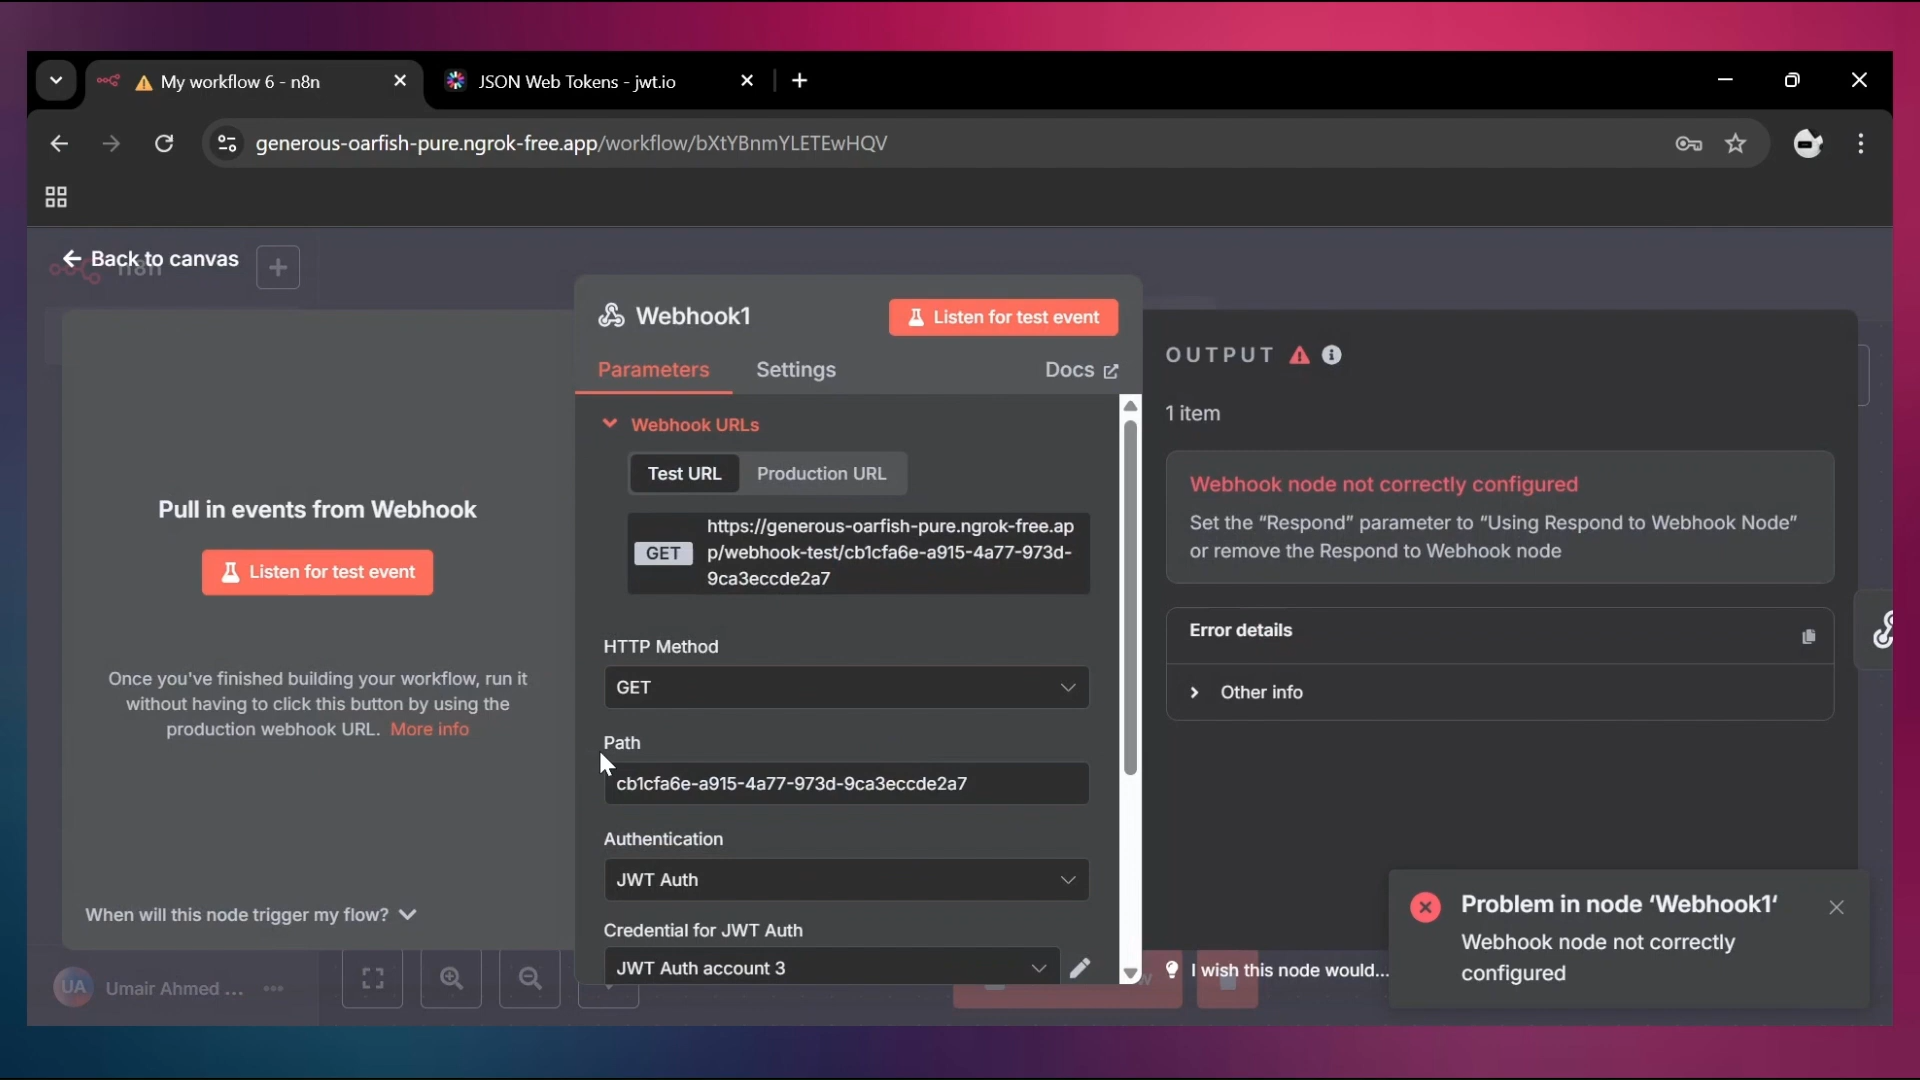 My workflow 6 - n8n
JSON Web Tokens - jwt.io
generous-oarfish-pure.ngrok-free.app/workflow/bXtYBnmYLETEwHQV
Back to canvas
n8n
Webhook1
Listen for test event
Parameters
Settings
Docs
Webhook URLs
Test URL
Production URL
GET
https://generous-oarfish-pure.ngrok-free.ap
p/webhook-test/cb1cfa6e-a915-4a77-973d-
9ca3eccde2a7
HTTP Method
GET
Path
cb1cfa6e-a915-4a77-973d-9ca3eccde2a7
Authentication
JWT Auth
Credential for JWT Auth
JWT Auth account 3
Pull in events from Webhook
Listen for test event
Once you've finished building your workflow, run it
without having to click this button by using the
production webhook URL. More info
When will this node trigger my flow?
OUTPUT
1 item
Webhook node not correctly configured
Set the “Respond” parameter to “Using Respond to Webhook Node”
or remove the Respond to Webhook node
Error details
Other info
I wish this node would...
Problem in node ‘Webhook1‘
Webhook node not correctly
configured
UA
Umair Ahmed ...